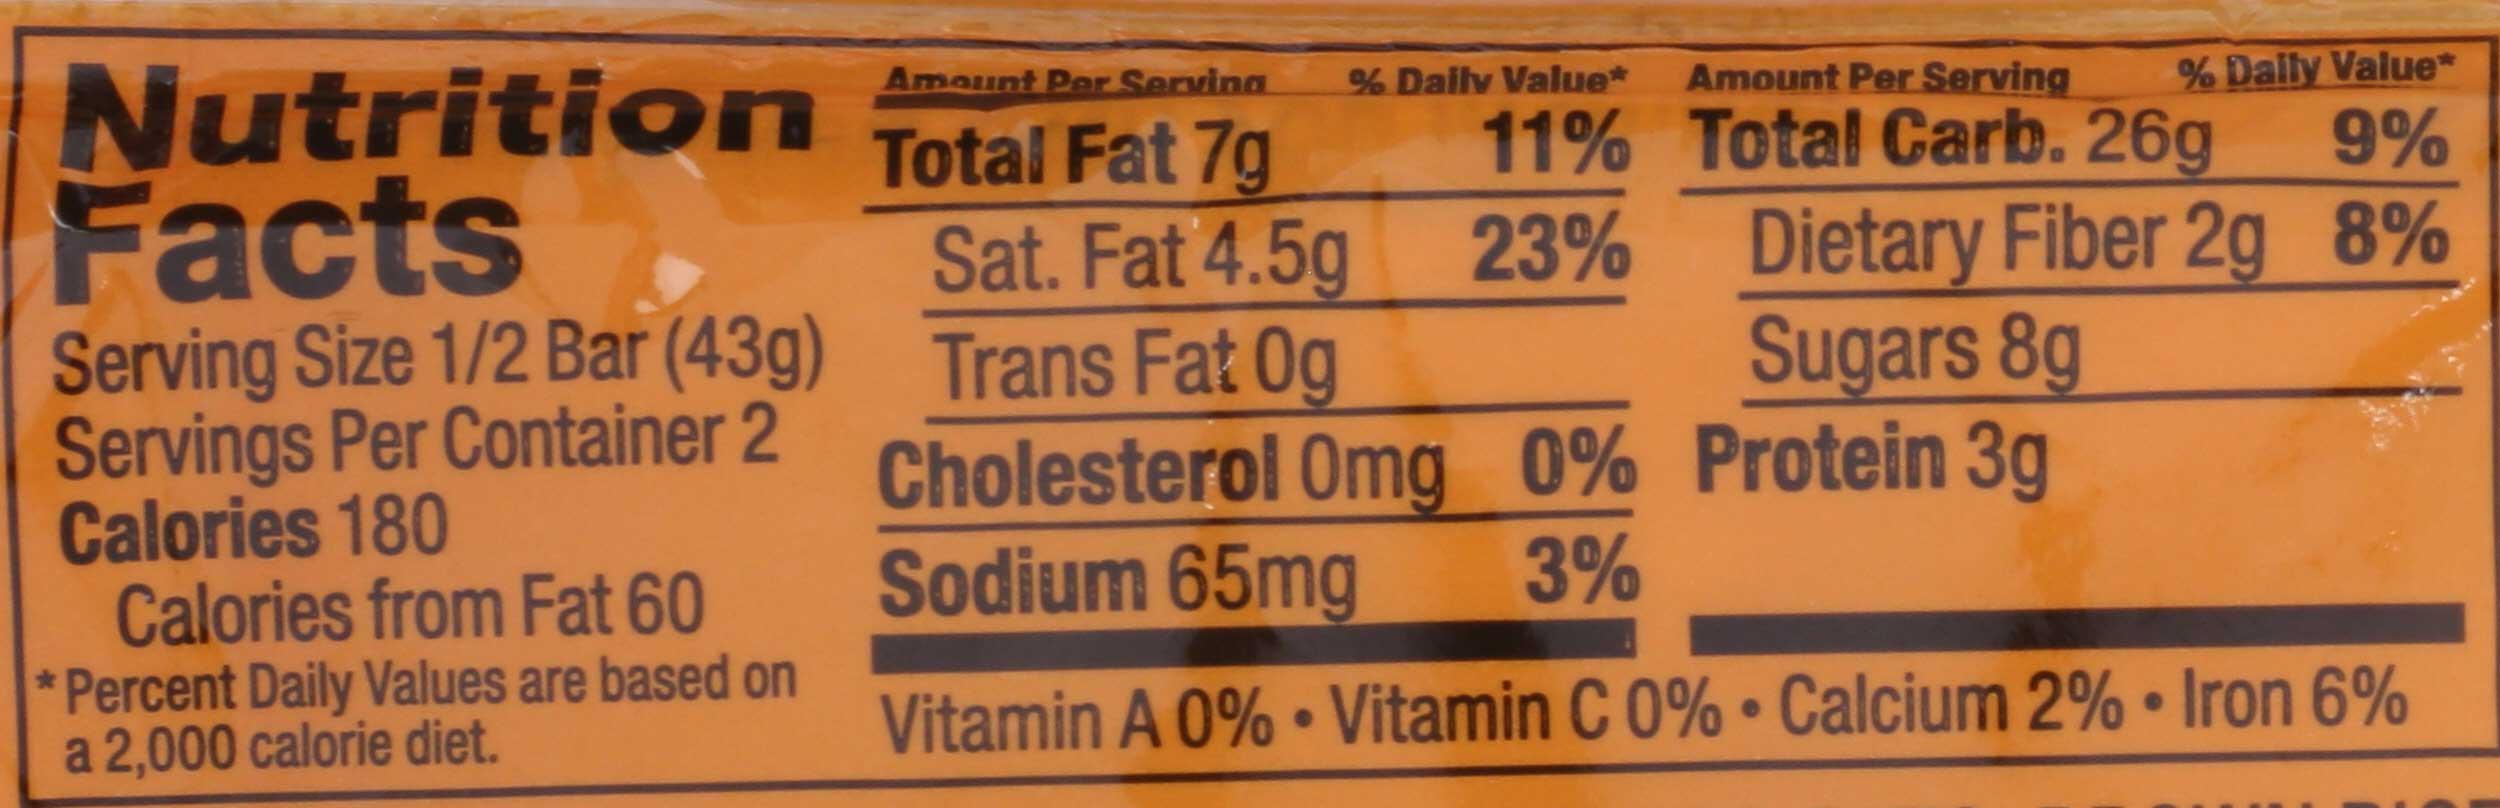 Nutrition
Facts
Serving Size 1/2 Bar (43g)
Servings Per Container 2
Calories 180
Calories from Fat 60
*Percent Daily Values are based on
a 2,000 calorie diet.
Amount Per Serving % Daily Value*
Total Fat 7g 11%
Sat. Fat 4.5g 23%
Trans Fat 0g
Cholesterol 0mg 0%
Sodium 65mg 3%
Amount Per Serving % Daily Value*
Total Carb. 26g 9%
Dietary Fiber 2g 8%
Sugars 8g
Protein 3g
Vitamin A 0% • Vitamin C 0% • Calcium 2% • Iron 6%